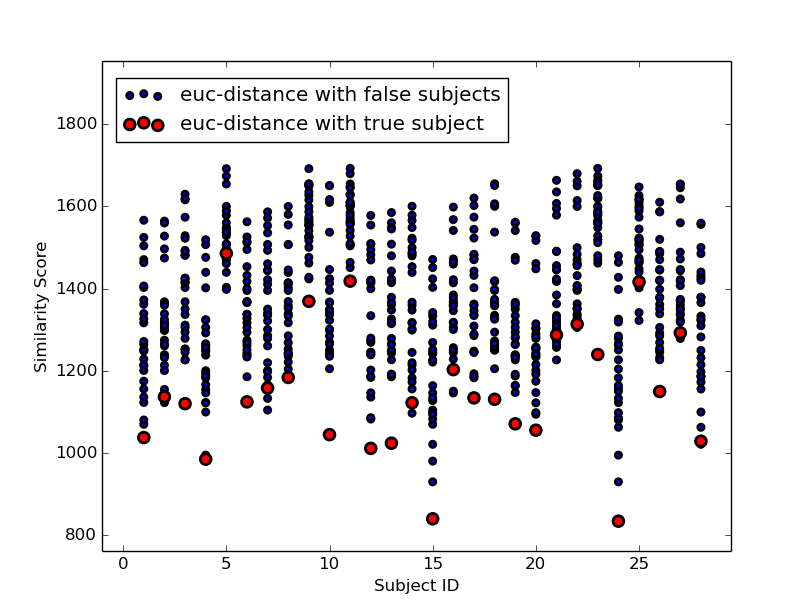 euc-distance with false subjects
euc-distance with true subject
1800
1600
1400
1200
1000
800
Similarity Score
0 5 10 15 20 25
Subject ID